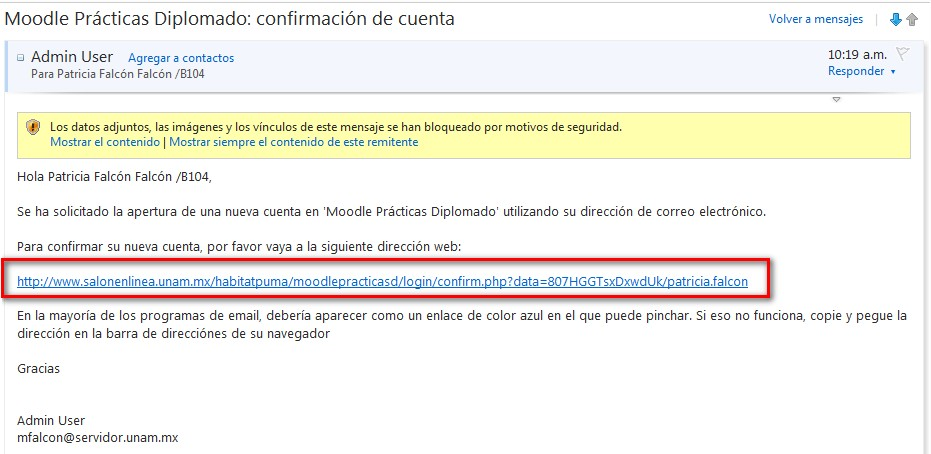 Moodle Prácticas Diplomado: confirmación de cuenta
Volver a mensajes |
Admin User Agregar a contactos
10:19 a.m.
Para Patricia Falcón Falcón /B104
Responder
Los datos adjuntos, las imágenes y los vínculos de este mensaje se han bloqueado por motivos de seguridad.
Mostrar el contenido | Mostrar siempre el contenido de este remitente
Hola Patricia Falcón Falcón /B104,
Se ha solicitado la apertura de una nueva cuenta en 'Moodle Prácticas Diplomado' utilizando su dirección de correo electrónico.
Para confirmar su nueva cuenta, por favor vaya a la siguiente dirección web:
http://www.salonenlinea.unam.mx/habitatpuma/moodlepracticasd/login/confirm.php?data=807HGGTsxDxwdUk/patricia.falcon
En la mayoría de los programas de email, debería aparecer como un enlace de color azul en el que puede pinchar. Si eso no funciona, copie y pegue la
dirección en la barra de direcciónes de su navegador
Gracias
Admin User
mfalcon@servidor.unam.mx